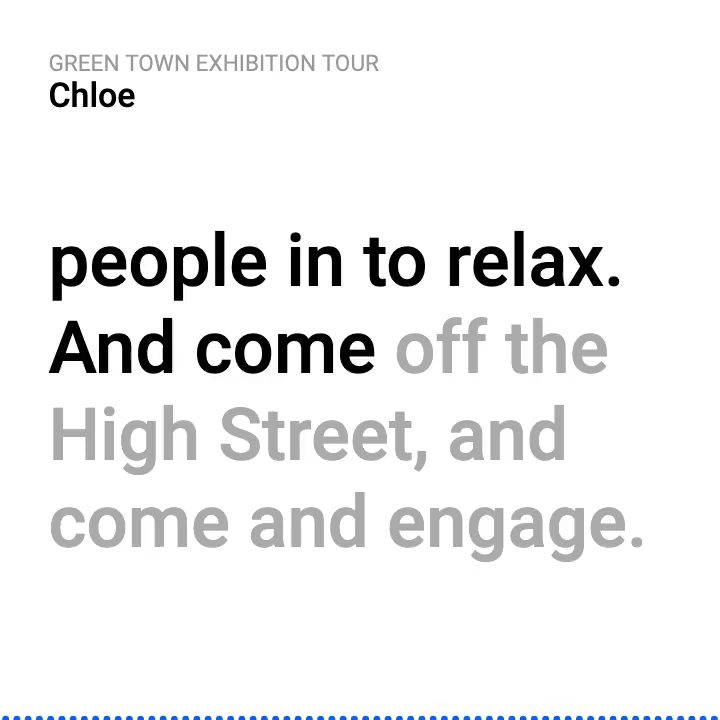 GREEN TOWN EXHIBITION TOUR
Chloe
people in to relax.
And come off the
High Street, and
come and engage.